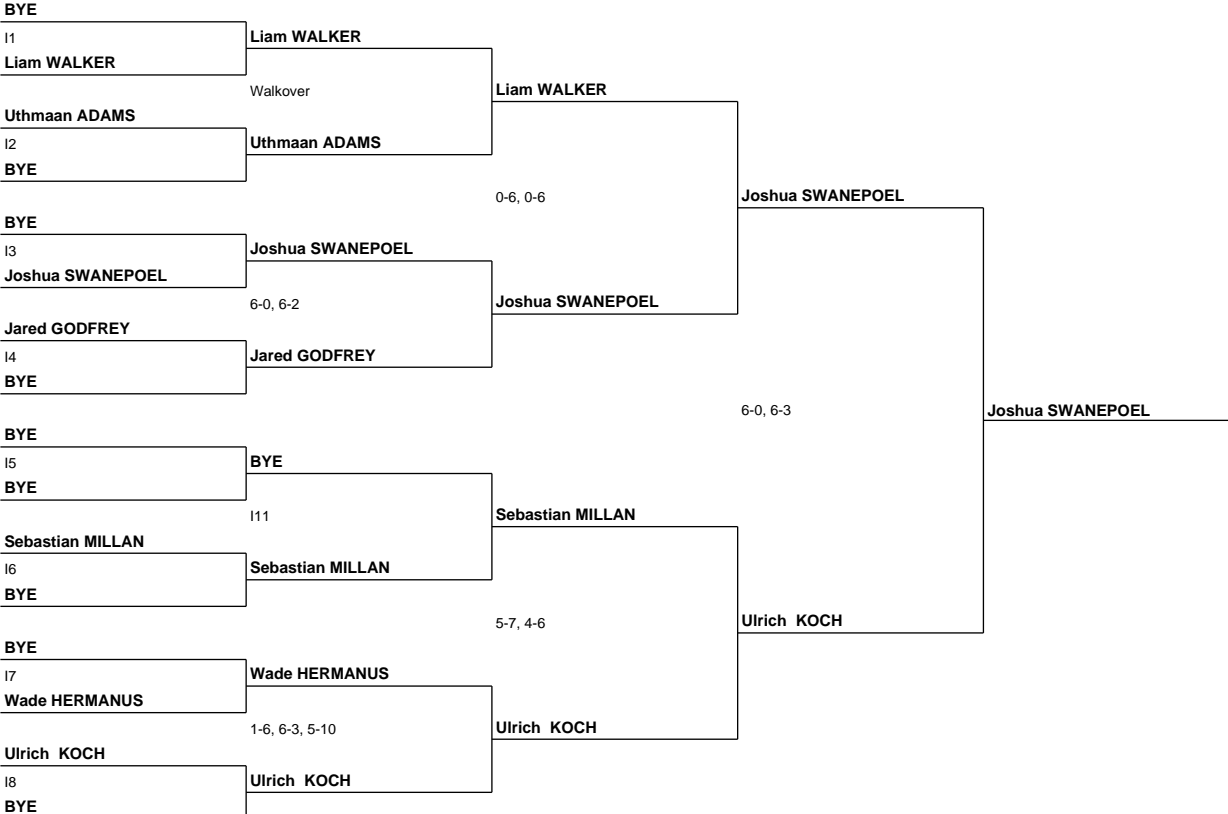 BYE
I1
Liam WALKER
Liam WALKER
Walkover
Liam WALKER
Uthmaan ADAMS
I2
Uthmaan ADAMS
BYE
0-6, 0-6
Joshua SWANEPOEL
BYE
I3
Joshua SWANEPOEL
Joshua SWANEPOEL
6-0, 6-2
Joshua SWANEPOEL
Jared GODFREY
I4
Jared GODFREY
BYE
6-0, 6-3
Joshua SWANEPOEL
BYE
I5
BYE
BYE
I11
Sebastian MILLAN
Sebastian MILLAN
I6
Sebastian MILLAN
BYE
5-7, 4-6
Ulrich  KOCH
BYE
I7
Wade HERMANUS
Wade HERMANUS
1-6, 6-3, 5-10
Ulrich  KOCH
Ulrich  KOCH
I8
Ulrich  KOCH
BYE